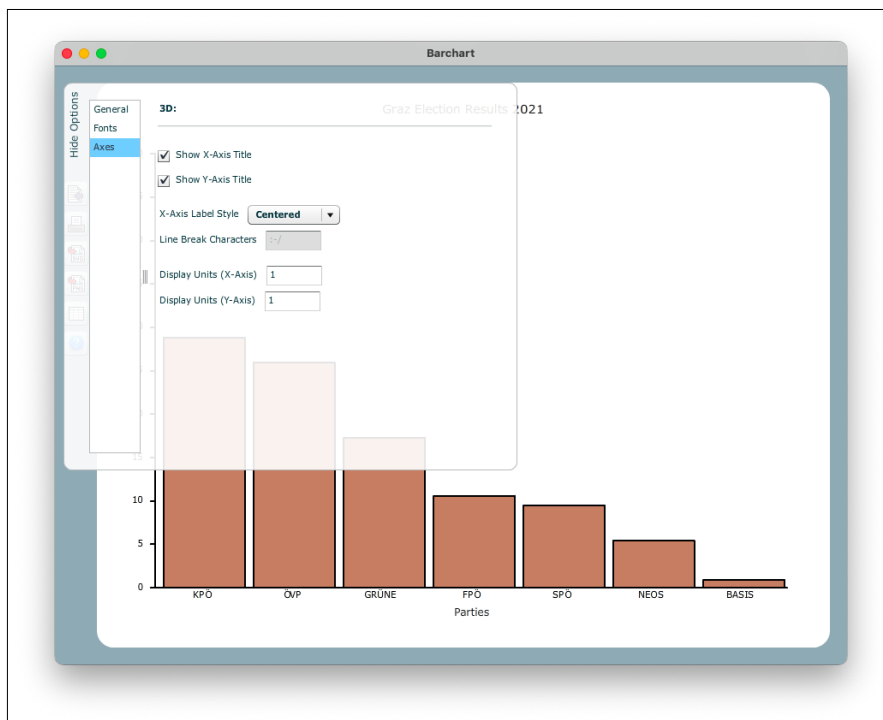 Barchart
Hide Options
General
Fonts
Axes
3D:
Graz Election Results 2021
Show X-Axis Title
Show Y-Axis Title
X-Axis Label Style Centered
Line Break Characters :-/
Display Units (X-Axis) 1
Display Units (Y-Axis) 1
15
10
5
0
KPÖ ÖVP GRÜNE FPÖ SPÖ NEOS BASIS
Parties